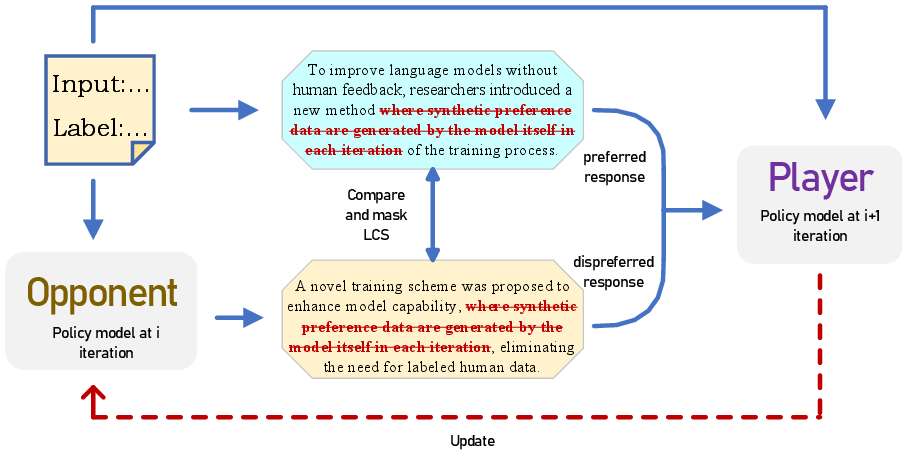 Input:...
Label:...
To improve language models without
human feedback, researchers introduced a
new method where synthetic preference
data are generated by the model itself in
each iteration of the training process.
preferred
response
Player
Policy model at i+1
iteration
Compare
and mask
LCS
Opponent
Policy model at i
iteration
dispreferred
response
A novel training scheme was proposed to
enhance model capability, where synthetic
preference data are generated by the
model itself in each iteration, eliminating
the need for labeled human data.
Update